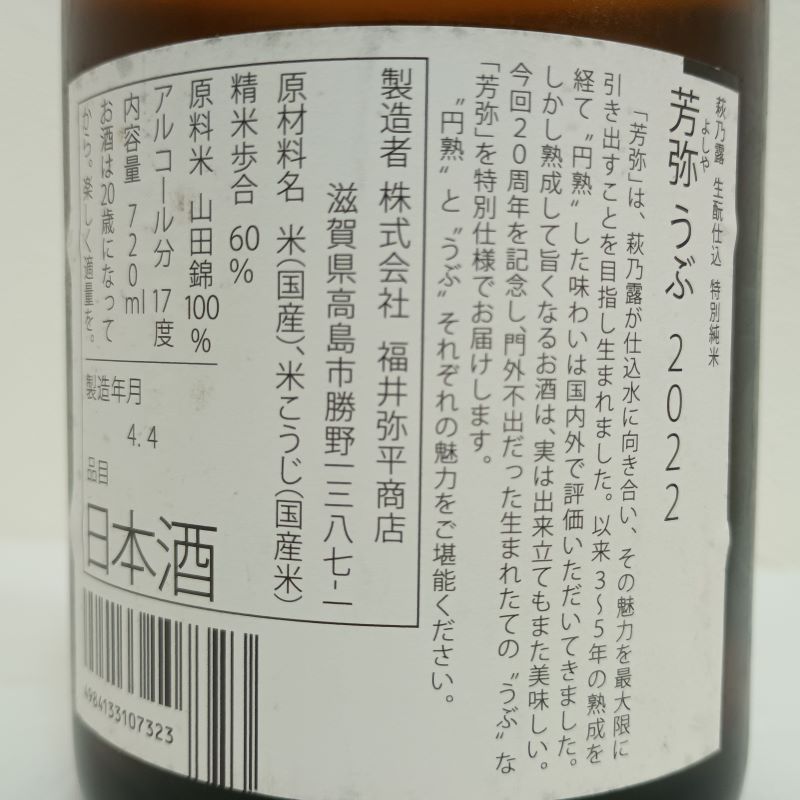 萩乃露 生酛仕込 特別純米
よしや
芳弥 うぶ 2022
「芳弥」は、萩乃露が仕込水に向き合い、その魅力を最大限に
引き出すことを目指し生まれました。以来3〜5年の熟成を
経て〝円熟〟した味わいは国内外で評価いただいてきました。
しかし熟成して旨くなるお酒は、実は出来立てもまた美味しい。
今回20周年を記念し、門外不出だった生まれたての〝うぶ〟な
「芳弥」を特別仕様でお届けします。
〝円熟〟と〝うぶ〟それぞれの魅力をご堪能ください。
製造者 株式会社 福井弥平商店
滋賀県高島市勝野一三八七-一
原材料名 米(国産)、米こうじ(国産米)
精米歩合 60%
原料米 山田錦100%
アルコール分 17度
内容量 720ml
お酒は20歳になって
から。楽しく適量を。
製造年月
4.4
品目
日本酒
4984133107323